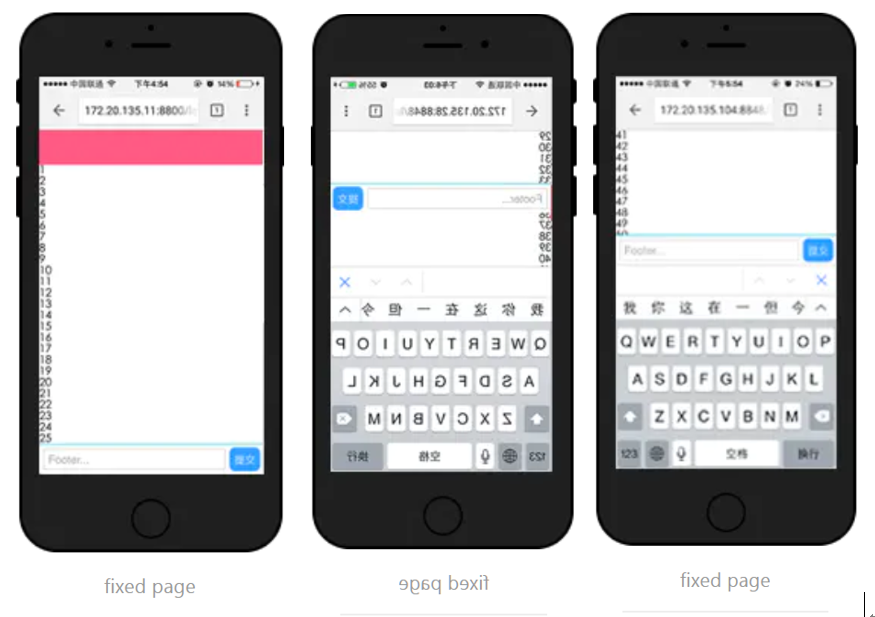 中国联通 下午4:54 14%
172.20.135.11:8800/
1
1
2
3
4
5
6
7
8
9
10
11
12
13
14
15
16
17
18
19
20
21
22
23
24
25
Footer... 提交
fixed page
中国联通 下午6:03 55%
172.20.135.28:8848/
1
29
30
31
32
33
Footer... 提交
36
37
38
39
40
我 你 这 在 一 但 今
Q W E R T Y U I O P
A S D F G H J K L
Z X C V B N M
123 空格 换行
fixed page
中国联通 下午5:54 24%
172.20.135.104:8848
1
41
42
43
44
45
46
47
48
49
50
Footer... 提交
我 你 这 在 一 但 今
Q W E R T Y U I O P
A S D F G H J K L
Z X C V B N M
123 空格 换行
fixed page